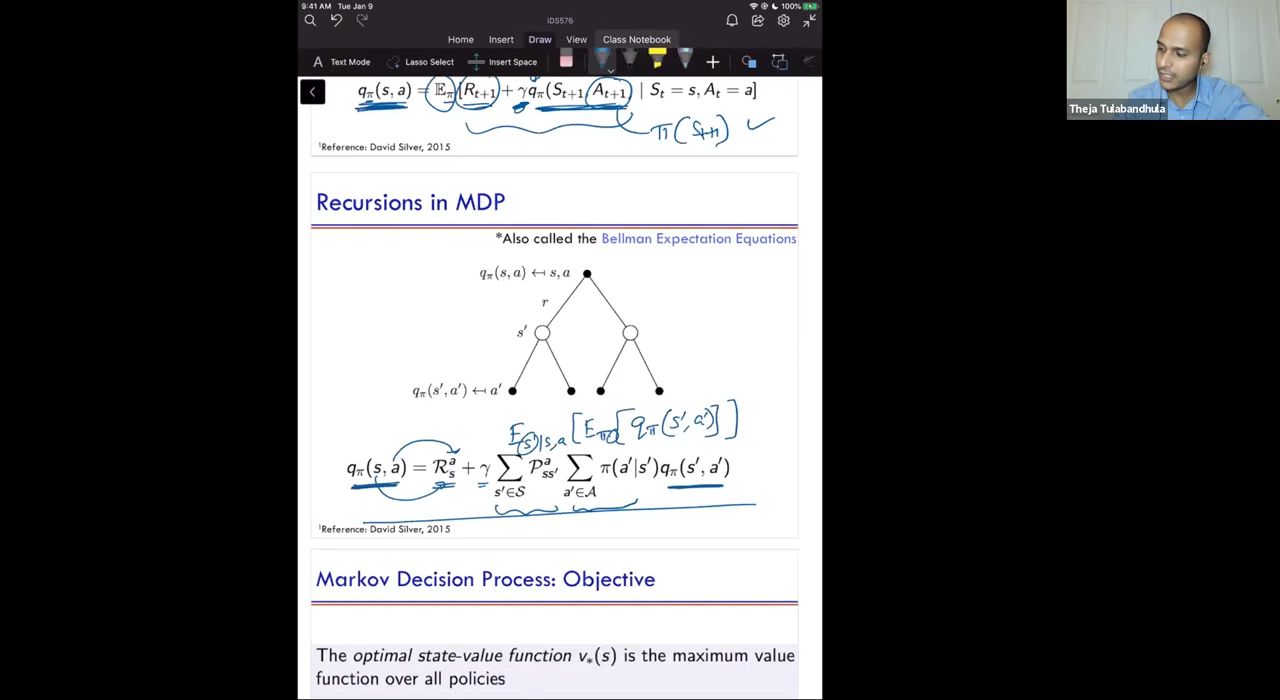 9:41 AM Tue Jan 9
100%
IDS576
Home Insert Draw View Class Notebook
Text Mode Lasso Select Insert Space
qπ(s, a) = 𝔼π[Rt+1 + γqπ(St+1, At+1) | St = s, At = a]
π(St+1) ✓
¹Reference: David Silver, 2015
Recursions in MDP
*Also called the Bellman Expectation Equations
qπ(s, a) ↤ s, a
r
s′
qπ(s′, a′) ↤ a′
E s′|s,a [Eπ[qπ(s′, a′)]]
qπ(s, a) = 𝓡ₛᵃ + γ ∑ 𝓟ᵃss′ ∑ π(a′|s′)qπ(s′, a′)
s′∈𝒮 a′∈𝒜
¹Reference: David Silver, 2015
Markov Decision Process: Objective
The optimal state-value function v*(s) is the maximum value
function over all policies
Theja Tulabandhula